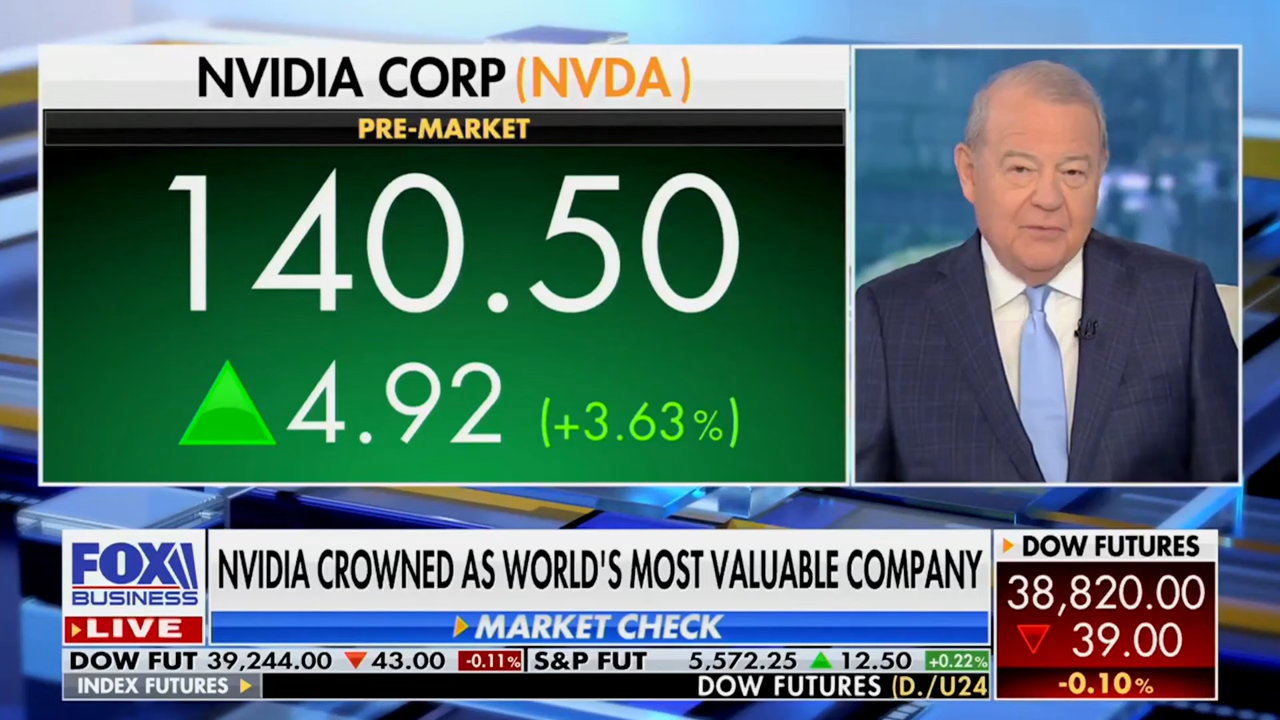 NVIDIA CORP (NVDA)
PRE-MARKET
140.50
4.92 (+3.63%)
FOX
BUSINESS
LIVE
NVIDIA CROWNED AS WORLD'S MOST VALUABLE COMPANY
MARKET CHECK
DOW FUTURES
38,820.00
39.00
-0.10%
DOW FUT 39,244.00 43.00 -0.11% S&P FUT 5,572.25 12.50 +0.22%
INDEX FUTURES DOW FUTURES (D./U24